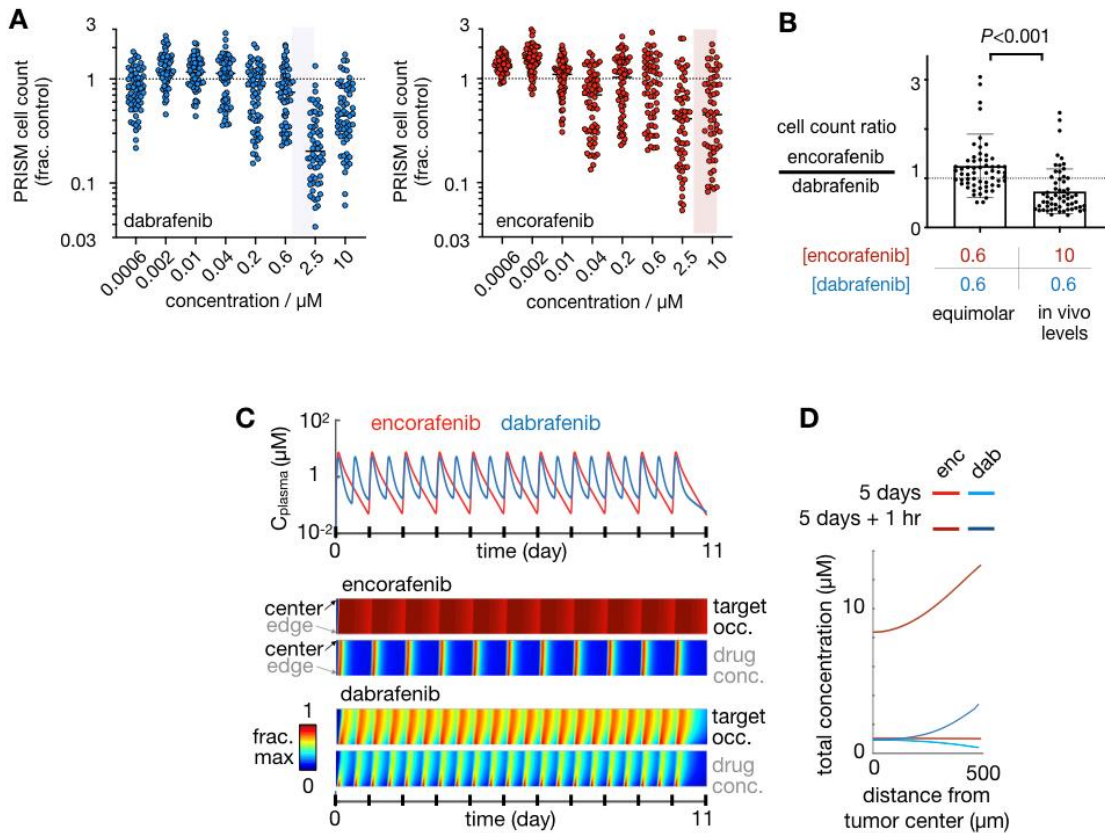 A
PRISM cell count
(frac. control)
3
1
0.1
0.03
dabrafenib
0.0006
0.002
0.01
0.04
0.2
0.6
2.5
10
concentration / µM
PRISM cell count
(frac. control)
3
1
0.1
0.03
encorafenib
0.0006
0.002
0.01
0.04
0.2
0.6
2.5
10
concentration / µM
B
P<0.001
cell count ratio
encorafenib
dabrafenib
3
1
0
[encorafenib] 0.6 10
[dabrafenib] 0.6 0.6
equimolar
in vivo
levels
C
encorafenib dabrafenib
Cplasma (µM)
10²
1
10⁻²
0 time (day) 11
encorafenib
center
edge
target
occ.
center
edge
drug
conc.
dabrafenib
1
frac.
max
0
target
occ.
drug
conc.
0 time (day) 11
D
enc dab
5 days
5 days + 1 hr
total concentration (µM)
10
0
0 500
distance from
tumor center (µm)